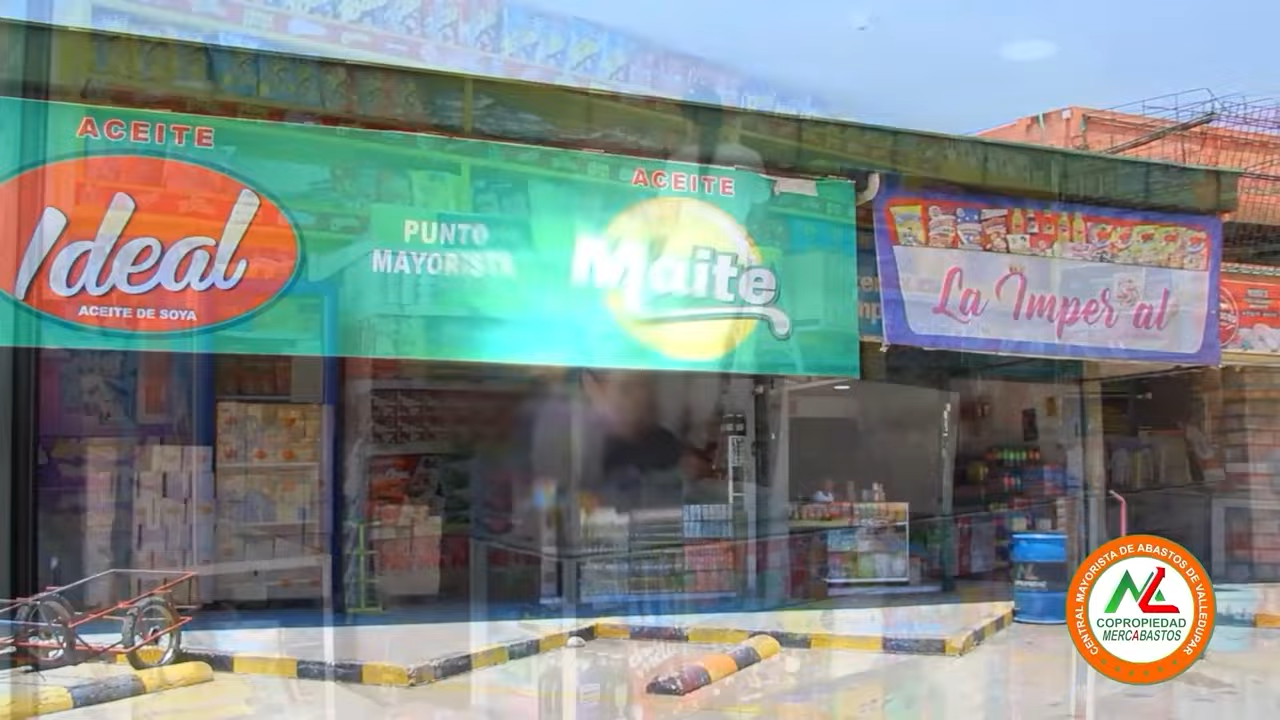 ACEITE
Ideal
ACEITE DE SOYA
PUNTO
MAYORISTA
ACEITE
Maite
La Imperial
CENTRAL MAYORISTA DE ABASTOS DE VALLEDUPAR
COPROPIEDAD
MERCABASTOS